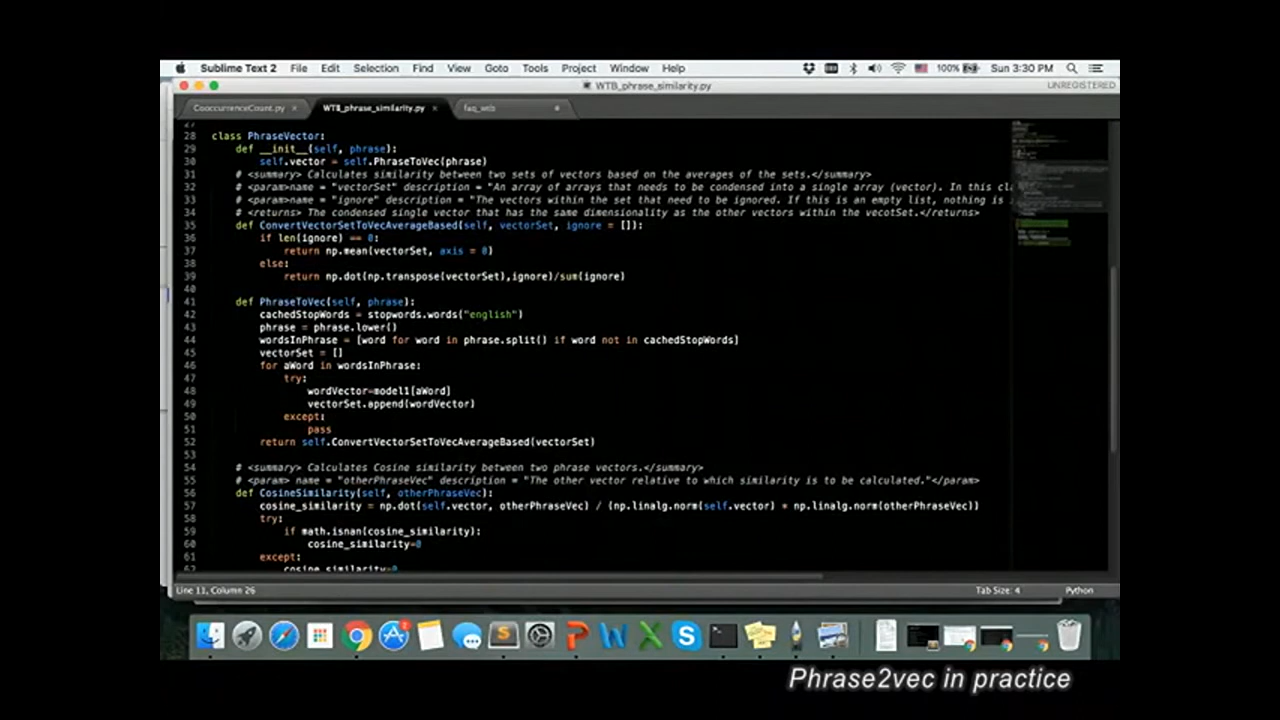 Sublime Text 2 File Edit Selection Find View Goto Tools Project Window Help 100% Sun 3:30 PM
WTB_phrase_similarity.py UNREGISTERED
CooccurrenceCount.py × WTB_phrase_similarity.py × faq_web
27
28 class PhraseVector:
29 def __init__(self, phrase):
30 self.vector = self.PhraseToVec(phrase)
31 # <summary> Calculates similarity between two sets of vectors based on the averages of the sets.</summary>
32 # <param>name = "vectorSet" description = "An array of arrays that needs to be condensed into a single array (vector). In this cl
33 # <param>name = "ignore" description = "The vectors within the set that need to be ignored. If this is an empty list, nothing is
34 # <returns> The condensed single vector that has the same dimensionality as the other vectors within the vecotSet.</returns>
35 def ConvertVectorSetToVecAverageBased(self, vectorSet, ignore = []):
36 if len(ignore) == 0:
37 return np.mean(vectorSet, axis = 0)
38 else:
39 return np.dot(np.transpose(vectorSet),ignore)/sum(ignore)
40
41 def PhraseToVec(self, phrase):
42 cachedStopWords = stopwords.words("english")
43 phrase = phrase.lower()
44 wordsInPhrase = [word for word in phrase.split() if word not in cachedStopWords]
45 vectorSet = []
46 for aWord in wordsInPhrase:
47 try:
48 wordVector=model1[aWord]
49 vectorSet.append(wordVector)
50 except:
51 pass
52 return self.ConvertVectorSetToVecAverageBased(vectorSet)
53
54 # <summary> Calculates Cosine similarity between two phrase vectors.</summary>
55 # <param> name = "otherPhraseVec" description = "The other vector relative to which similarity is to be calculated."</param>
56 def CosineSimilarity(self, otherPhraseVec):
57 cosine_similarity = np.dot(self.vector, otherPhraseVec) / (np.linalg.norm(self.vector) * np.linalg.norm(otherPhraseVec))
58 try:
59 if math.isnan(cosine_similarity):
60 cosine_similarity=0
61 except:
62 cosine_similarity=0
Line 11, Column 26 Tab Size: 4 Python
Phrase2vec in practice